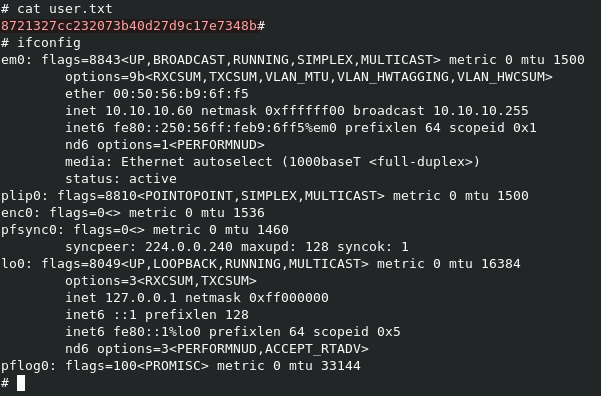 # cat user.txt
8721327cc232073b40d27d9c17e7348b#
# ifconfig
em0: flags=8843<UP,BROADCAST,RUNNING,SIMPLEX,MULTICAST> metric 0 mtu 1500
        options=9b<RXCSUM,TXCSUM,VLAN_MTU,VLAN_HWTAGGING,VLAN_HWCSUM>
        ether 00:50:56:b9:6f:f5
        inet 10.10.10.60 netmask 0xffffff00 broadcast 10.10.10.255
        inet6 fe80::250:56ff:feb9:6ff5%em0 prefixlen 64 scopeid 0x1
        nd6 options=1<PERFORMNUD>
        media: Ethernet autoselect (1000baseT <full-duplex>)
        status: active
plip0: flags=8810<POINTOPOINT,SIMPLEX,MULTICAST> metric 0 mtu 1500
enc0: flags=0<> metric 0 mtu 1536
pfsync0: flags=0<> metric 0 mtu 1460
        syncpeer: 224.0.0.240 maxupd: 128 syncok: 1
lo0: flags=8049<UP,LOOPBACK,RUNNING,MULTICAST> metric 0 mtu 16384
        options=3<RXCSUM,TXCSUM>
        inet 127.0.0.1 netmask 0xff000000
        inet6 ::1 prefixlen 128
        inet6 fe80::1%lo0 prefixlen 64 scopeid 0x5
        nd6 options=3<PERFORMNUD,ACCEPT_RTADV>
pflog0: flags=100<PROMISC> metric 0 mtu 33144
#